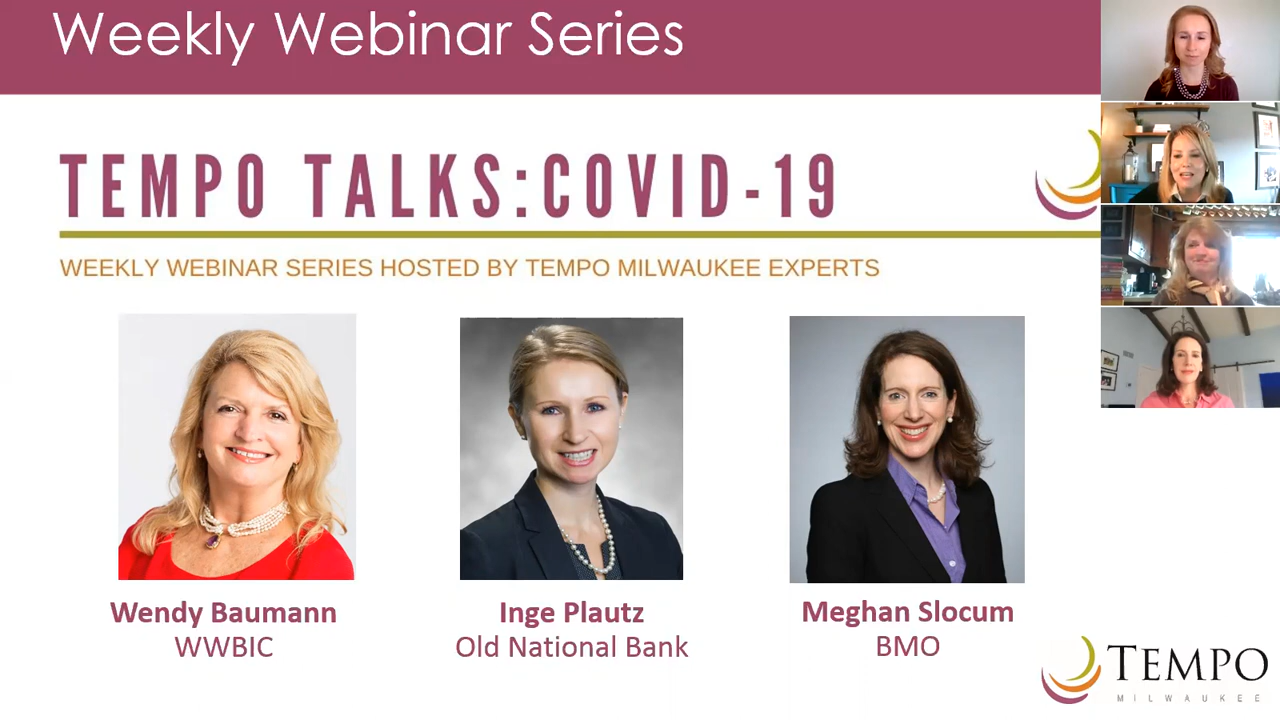 Weekly Webinar Series
TEMPO TALKS:COVID-19
WEEKLY WEBINAR SERIES HOSTED BY TEMPO MILWAUKEE EXPERTS
Wendy Baumann
WWBIC
Inge Plautz
Old National Bank
Meghan Slocum
BMO
TEMPO
MILWAUKEE